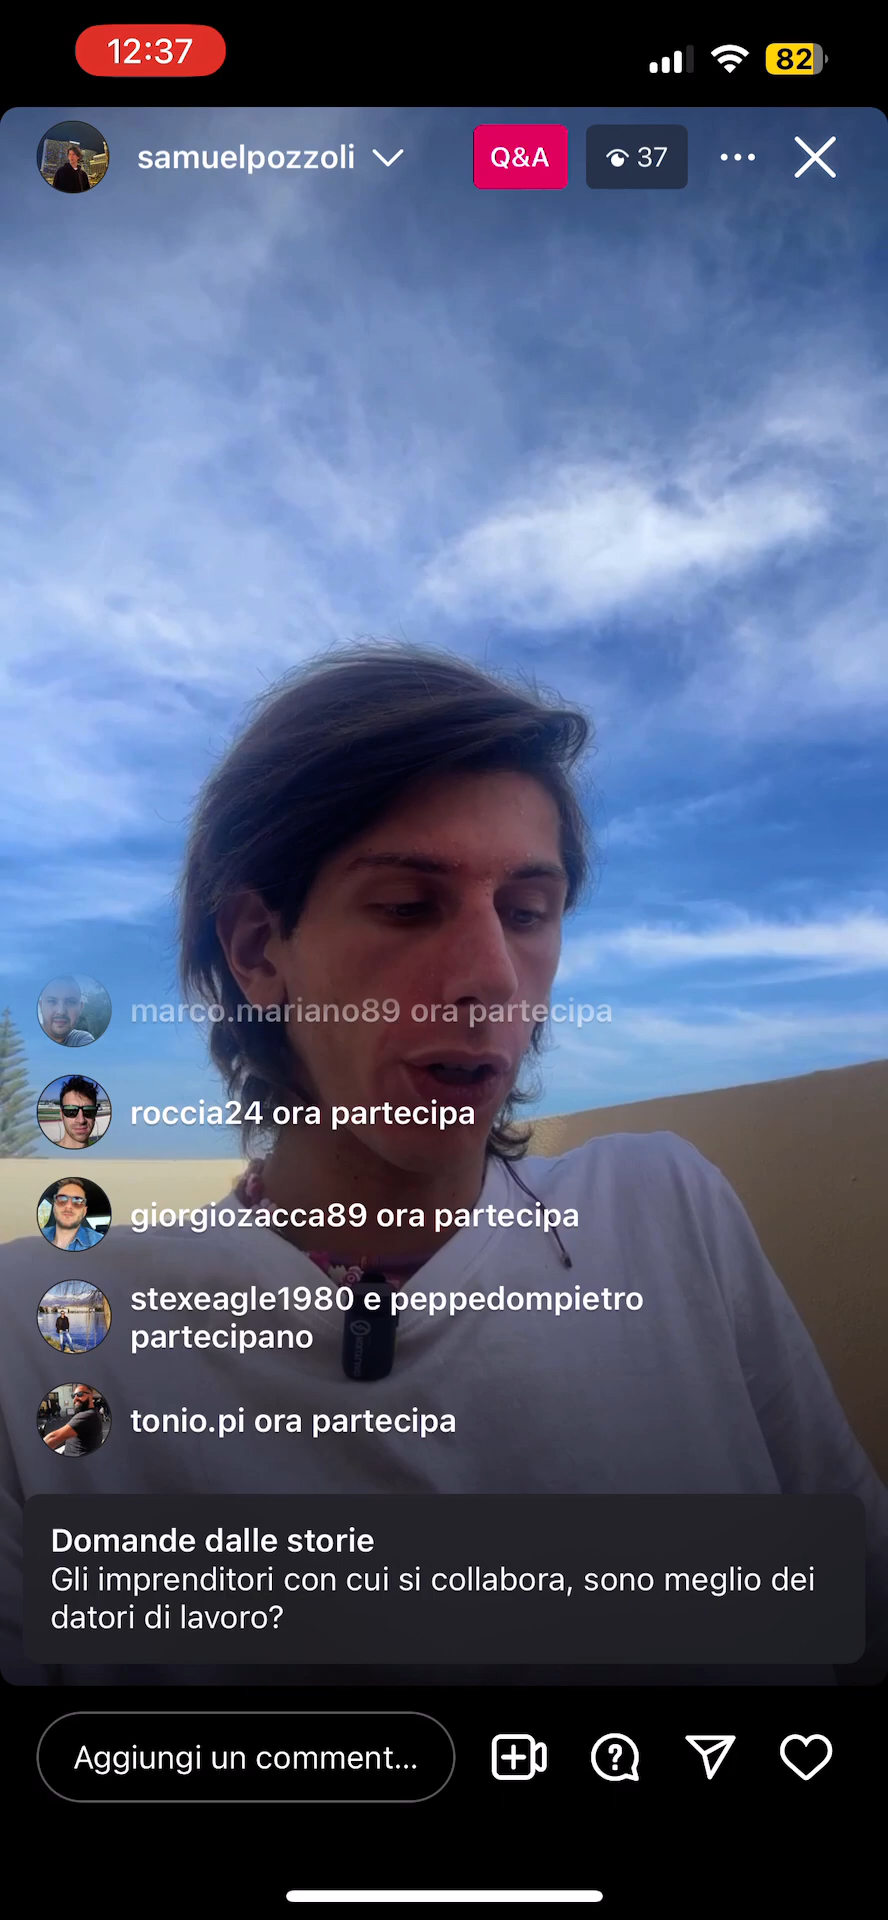 12:37
82
samuelpozzoli
Q&A
37
marco.mariano89 ora partecipa
roccia24 ora partecipa
giorgiozacca89 ora partecipa
stexeagle1980 e peppedompietro
partecipano
tonio.pi ora partecipa
Domande dalle storie
Gli imprenditori con cui si collabora, sono meglio dei
datori di lavoro?
Aggiungi un comment...